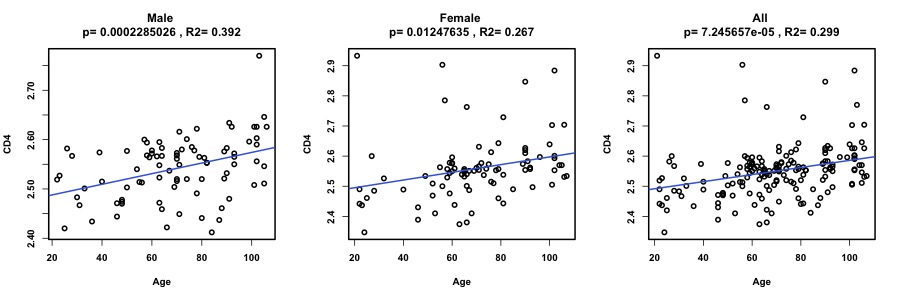 Male
p= 0.0002285026 , R2= 0.392
CD4
2.70
2.60
2.50
2.40
20 40 60 80 100
Age
Female
p= 0.01247635 , R2= 0.267
CD4
2.9
2.8
2.7
2.6
2.5
2.4
20 40 60 80 100
Age
All
p= 7.245657e-05 , R2= 0.299
CD4
2.9
2.8
2.7
2.6
2.5
2.4
20 40 60 80 100
Age